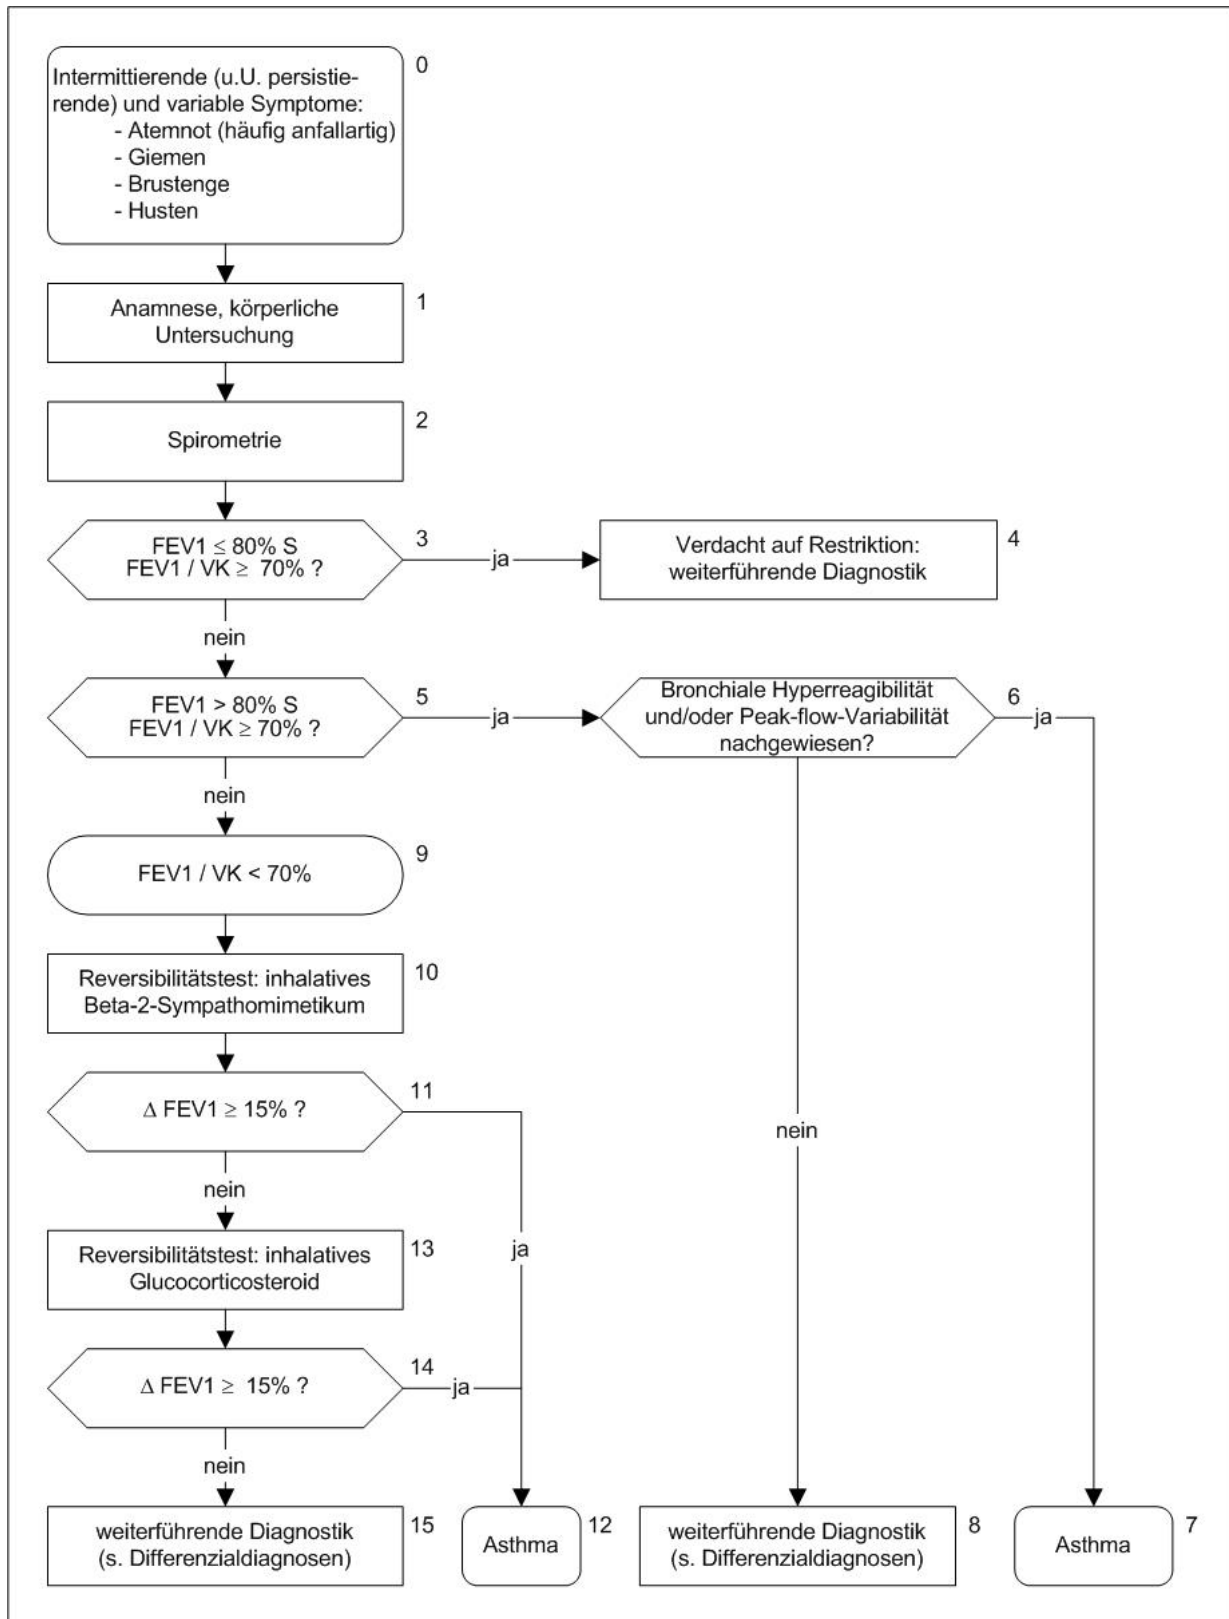 0
Intermittierende (u.U. persistie-
rende) und variable Symptome:
- Atemnot (häufig anfallartig)
- Giemen
- Brustenge
- Husten
1
Anamnese, körperliche
Untersuchung
2
Spirometrie
3
FEV1 ≤ 80% S
FEV1 / VK ≥ 70% ?
ja
4
Verdacht auf Restriktion:
weiterführende Diagnostik
nein
5
FEV1 > 80% S
FEV1 / VK ≥ 70% ?
ja
6
Bronchiale Hyperreagibilität
und/oder Peak-flow-Variabilität
nachgewiesen?
ja
nein
9
FEV1 / VK < 70%
10
Reversibilitätstest: inhalatives
Beta-2-Sympathomimetikum
11
Δ FEV1 ≥ 15% ?
nein
nein
13
Reversibilitätstest: inhalatives
Glucocorticosteroid
ja
14
Δ FEV1 ≥ 15% ?
ja
nein
15
weiterführende Diagnostik
(s. Differenzialdiagnosen)
12
Asthma
8
weiterführende Diagnostik
(s. Differenzialdiagnosen)
7
Asthma